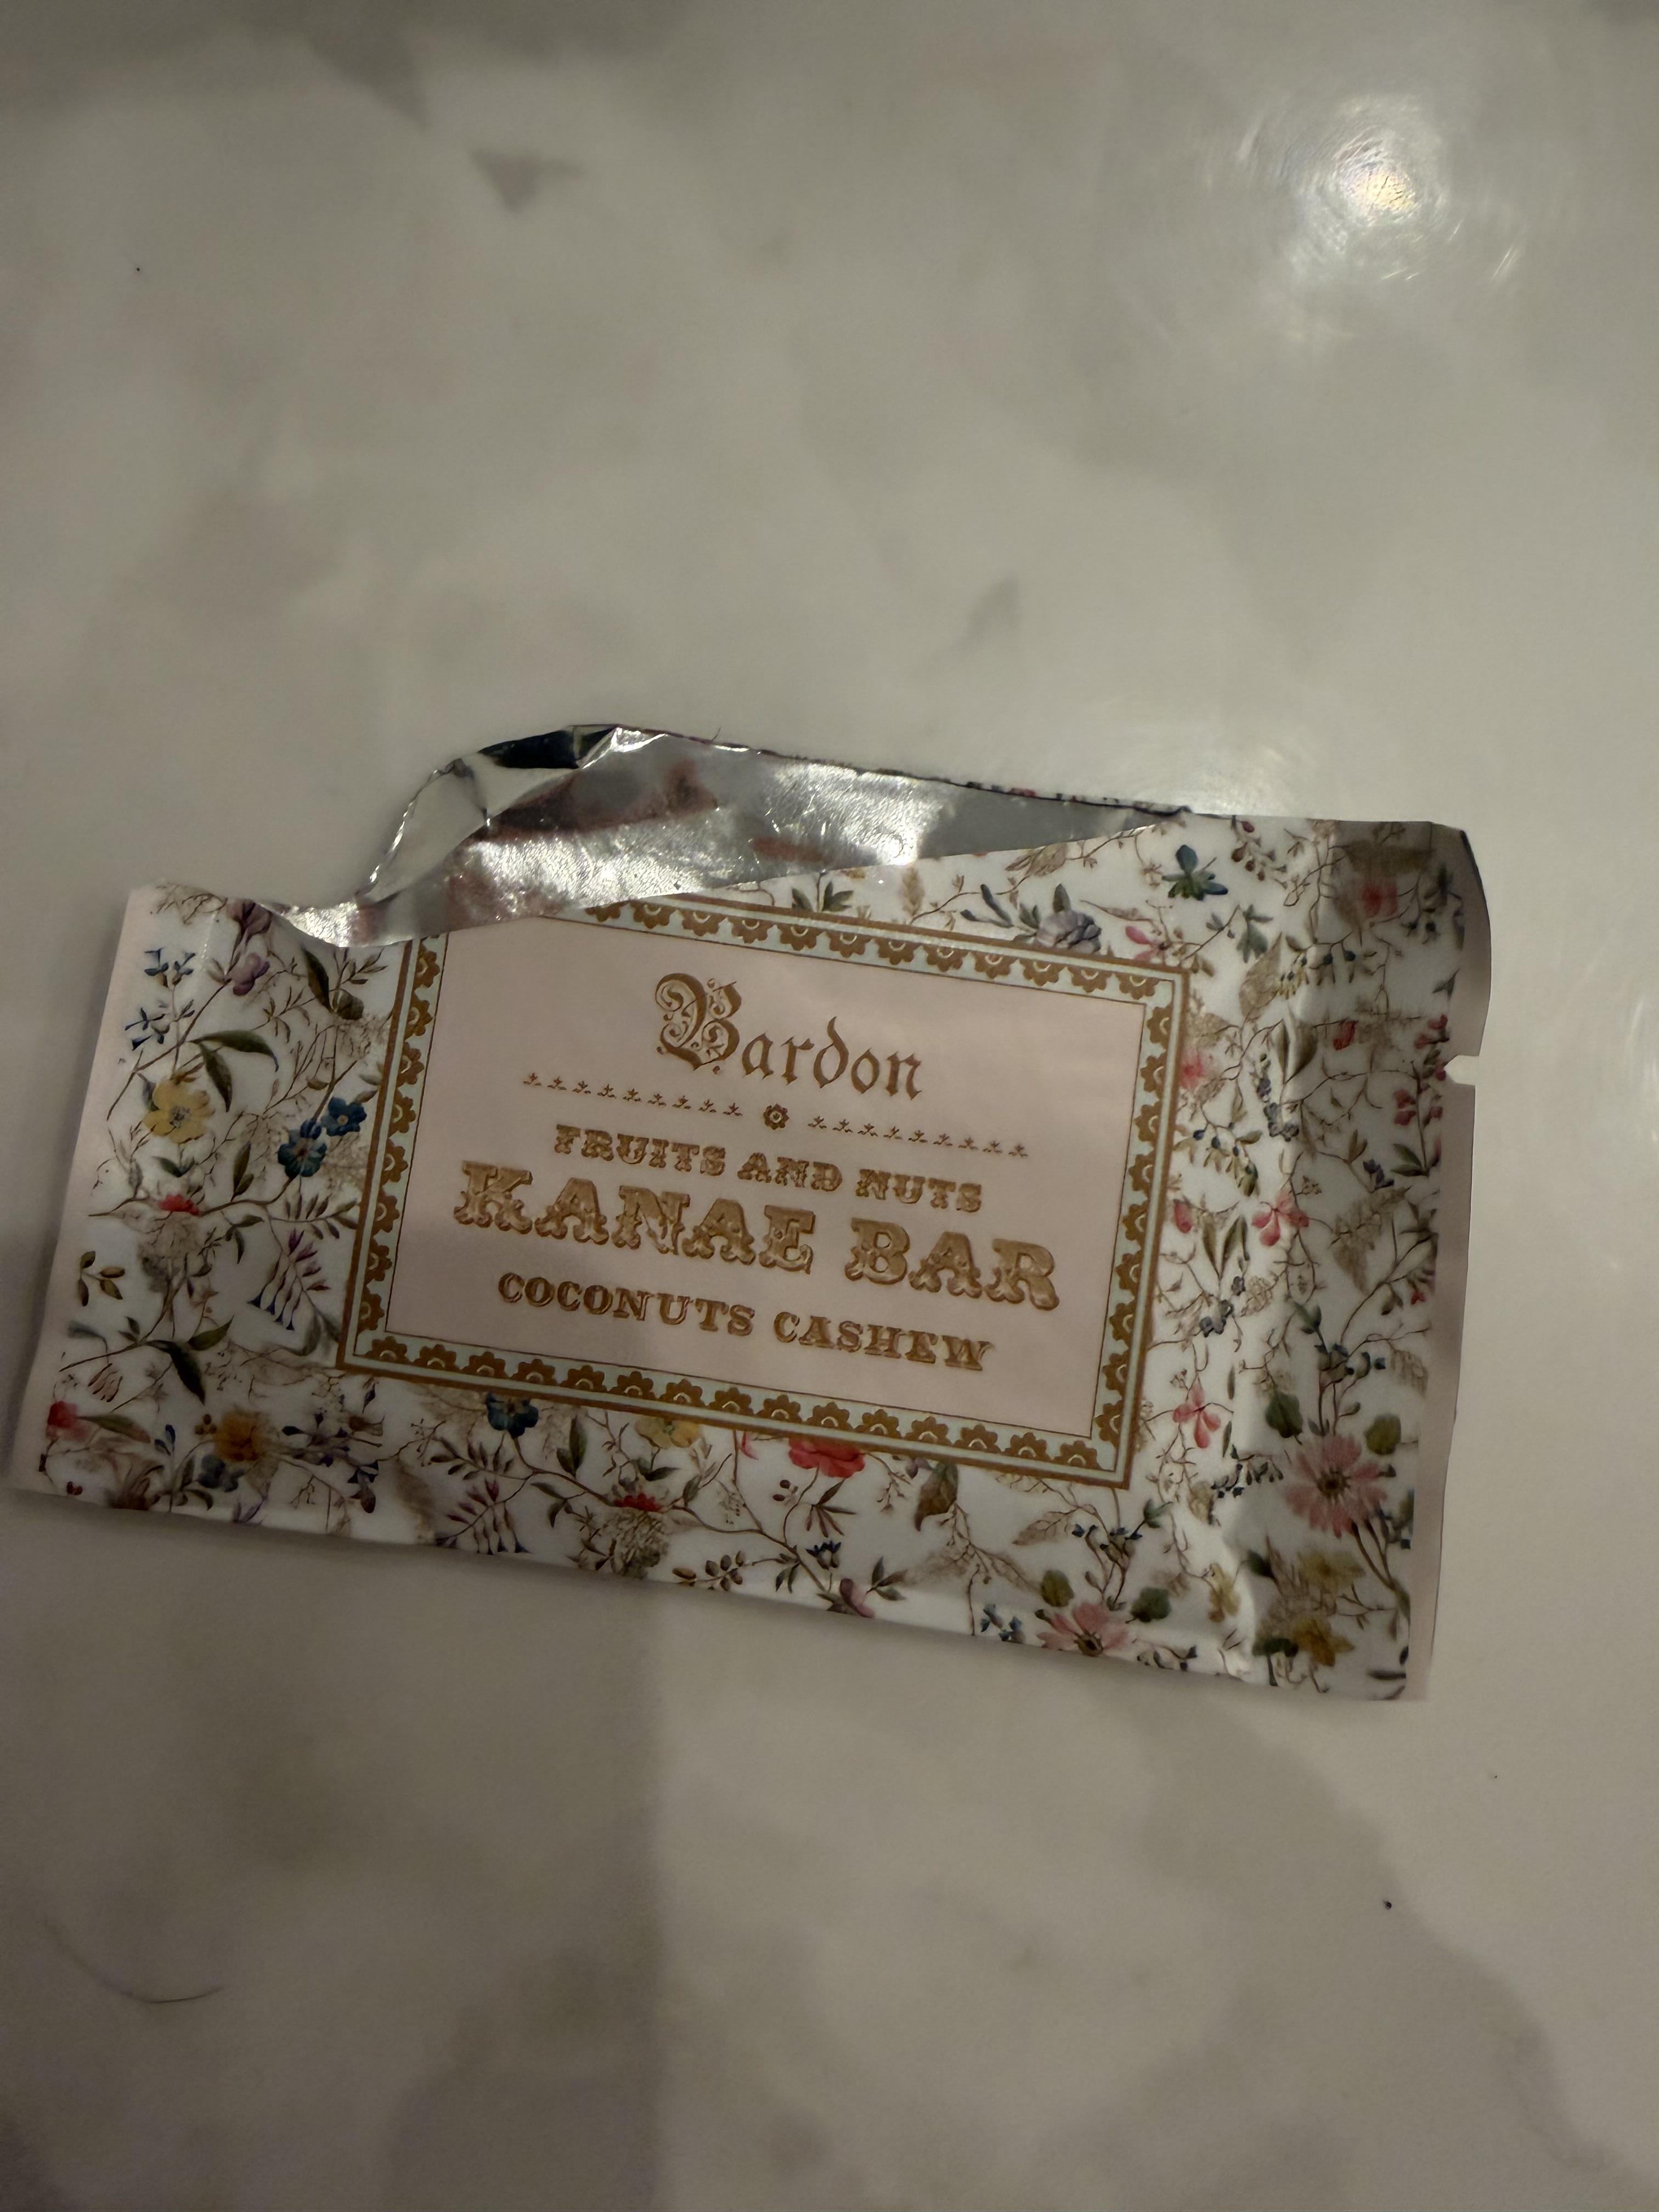 Bardon
FRUITS AND NUTS
KANAE BAR
COCONUTS CASHEW